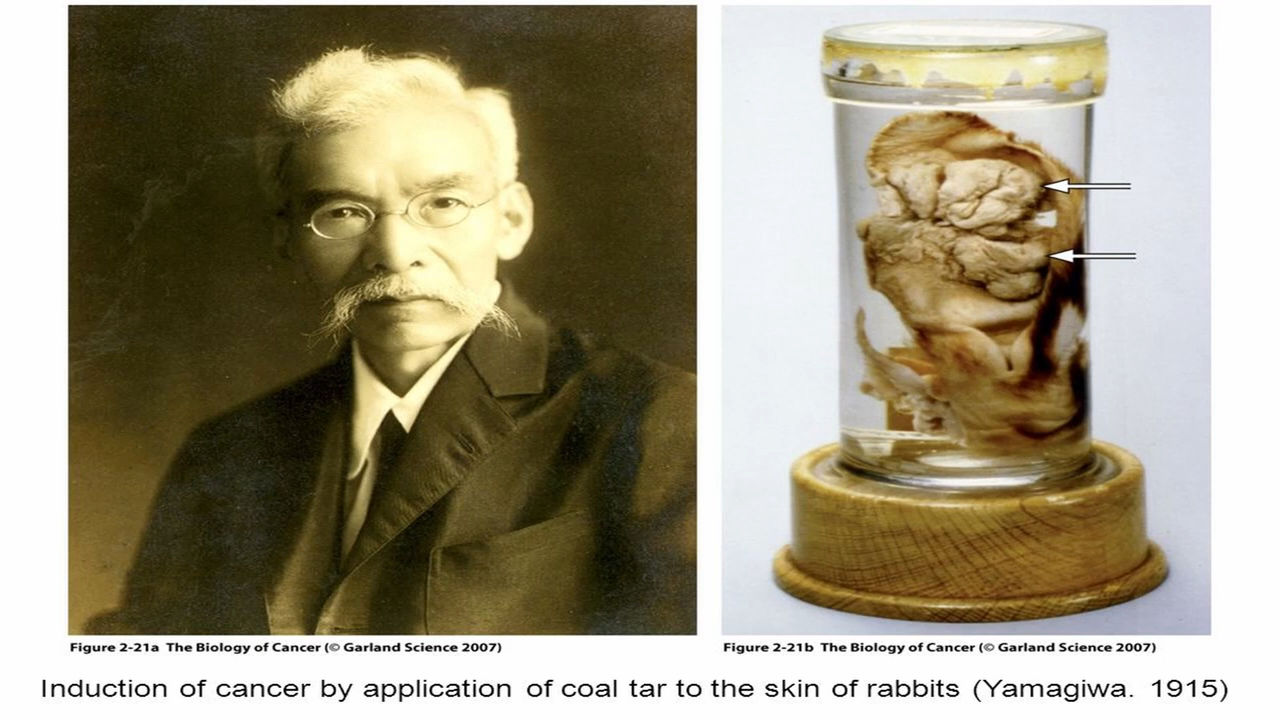 Figure 2-21a The Biology of Cancer (© Garland Science 2007)
Figure 2-21b The Biology of Cancer (© Garland Science 2007)
Induction of cancer by application of coal tar to the skin of rabbits (Yamagiwa. 1915)